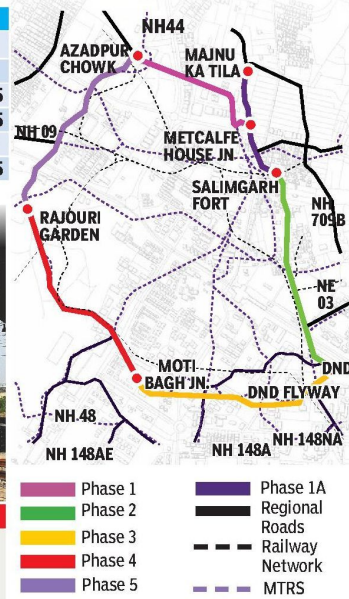 NH44
AZADPUR
CHOWK
MAJNU
KA TILA
NH 09
METCALFE
HOUSE JN
SALIMGARH
FORT
NH
709B
RAJOURI
GARDEN
NE
03
MOTI
BAGH JN.
DND
DND FLYWAY
NH 48
NH 148AE
NH 148A
NH 148NA
Phase 1
Phase 2
Phase 3
Phase 4
Phase 5
Phase 1A
Regional
Roads
Railway
Network
MTRS